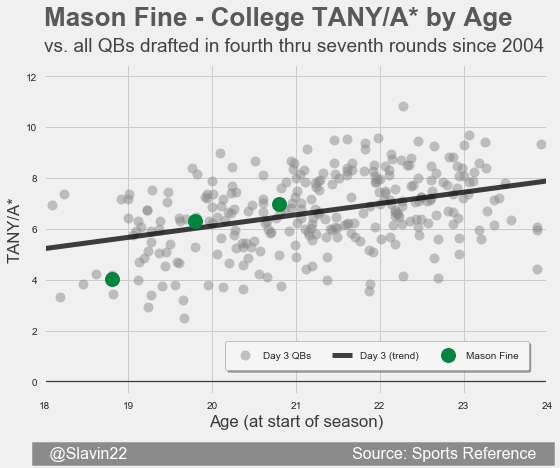 Mason Fine - College TANY/A* by Age
vs. all QBs drafted in fourth thru seventh rounds since 2004
12
10
8
6
4
2
0
TANY/A*
Day 3 QBs
Day 3 (trend)
Mason Fine
18 19 20 21 22 23 24
Age (at start of season)
@Slavin22 Source: Sports Reference